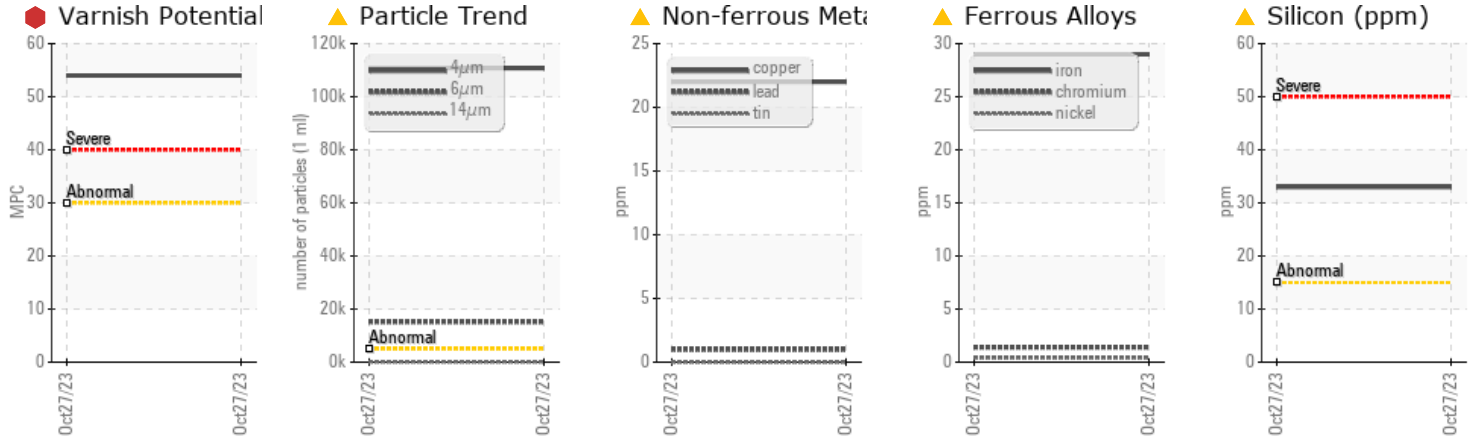 Varnish Potential
60
50
40
30
20
10
0
MPC
Severe
Abnormal
Oct27/23
Oct27/23
Particle Trend
120k
100k
80k
60k
40k
20k
0k
number of particles (1 ml)
4µm
6µm
14µm
Abnormal
Oct27/23
Oct27/23
Non-ferrous Meta
25
20
15
10
5
0
ppm
copper
lead
tin
Oct27/23
Oct27/23
Ferrous Alloys
30
25
20
15
10
5
0
ppm
iron
chromium
nickel
Oct27/23
Oct27/23
Silicon (ppm)
60
50
40
30
20
10
0
ppm
Severe
Abnormal
Oct27/23
Oct27/23